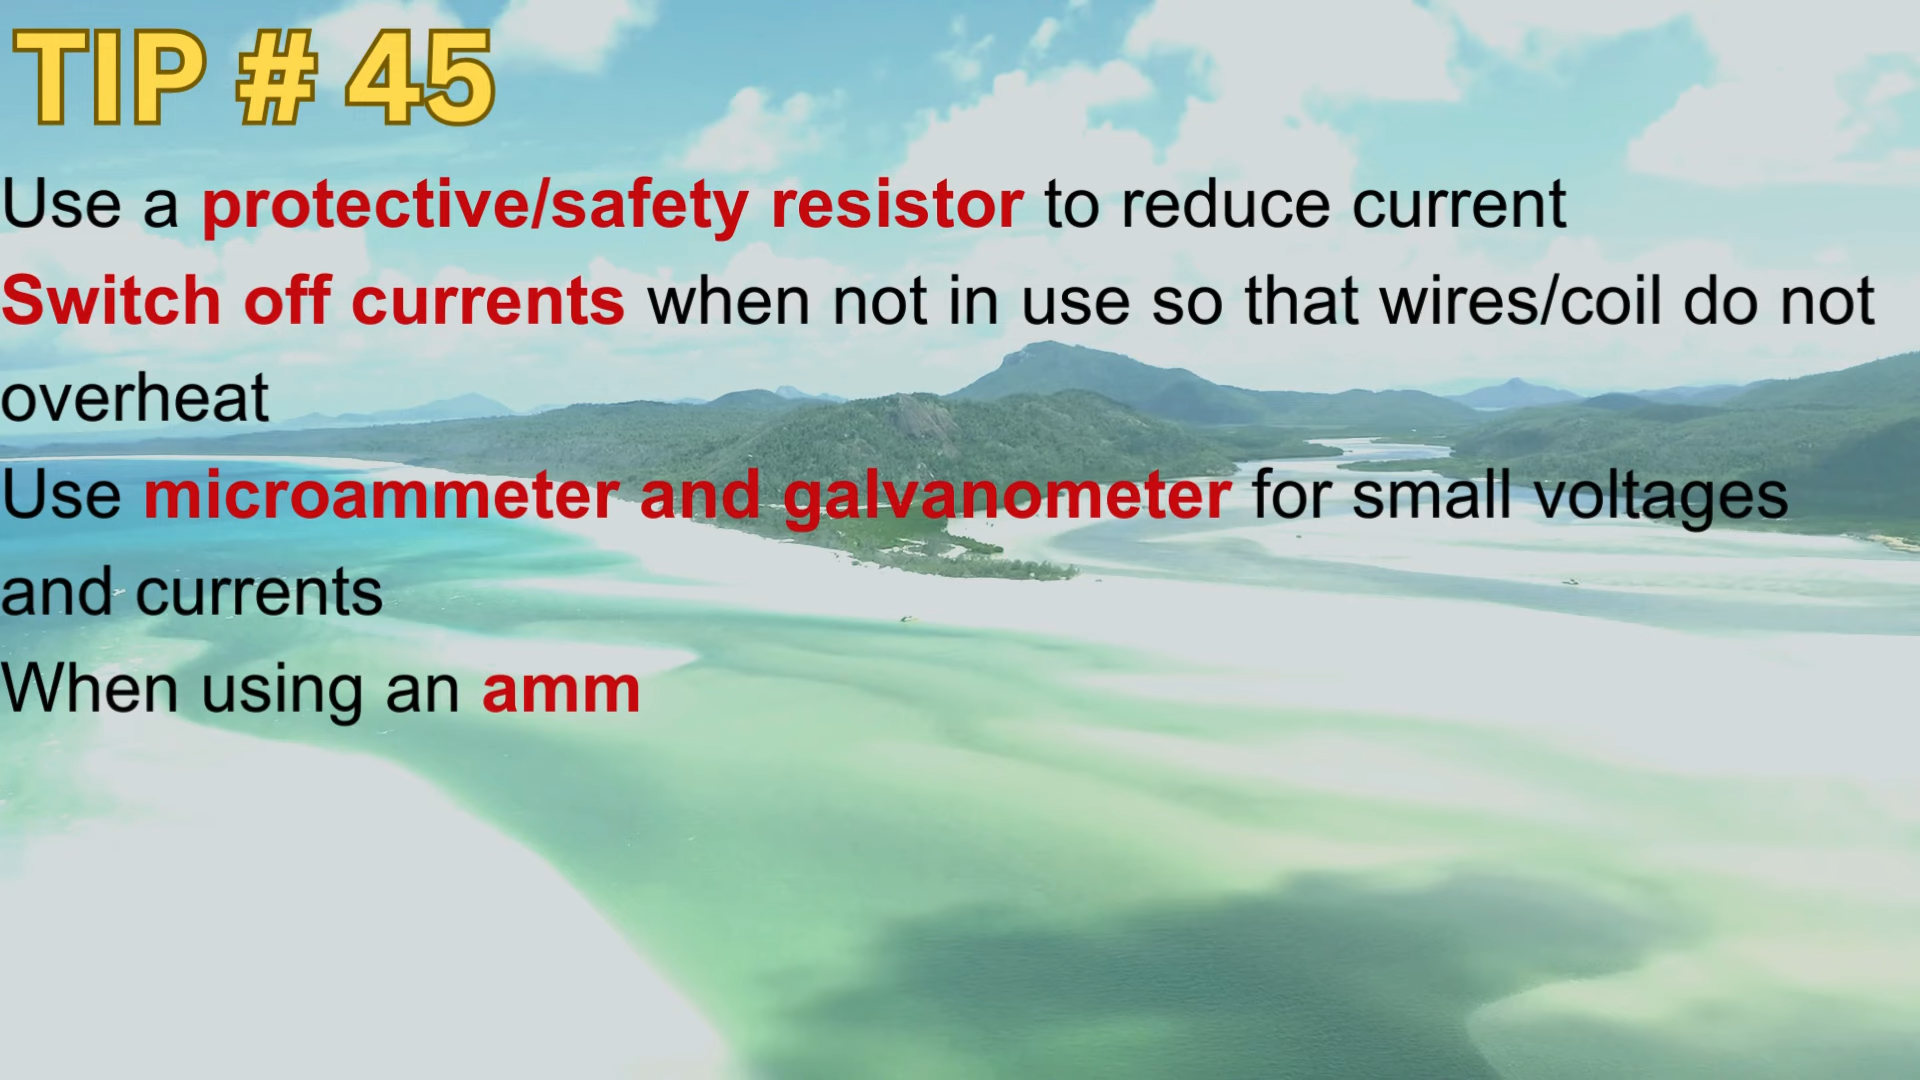 TIP # 45
Use a protective/safety resistor to reduce current
Switch off currents when not in use so that wires/coil do not
overheat
Use microammeter and galvanometer for small voltages
and currents
When using an amm